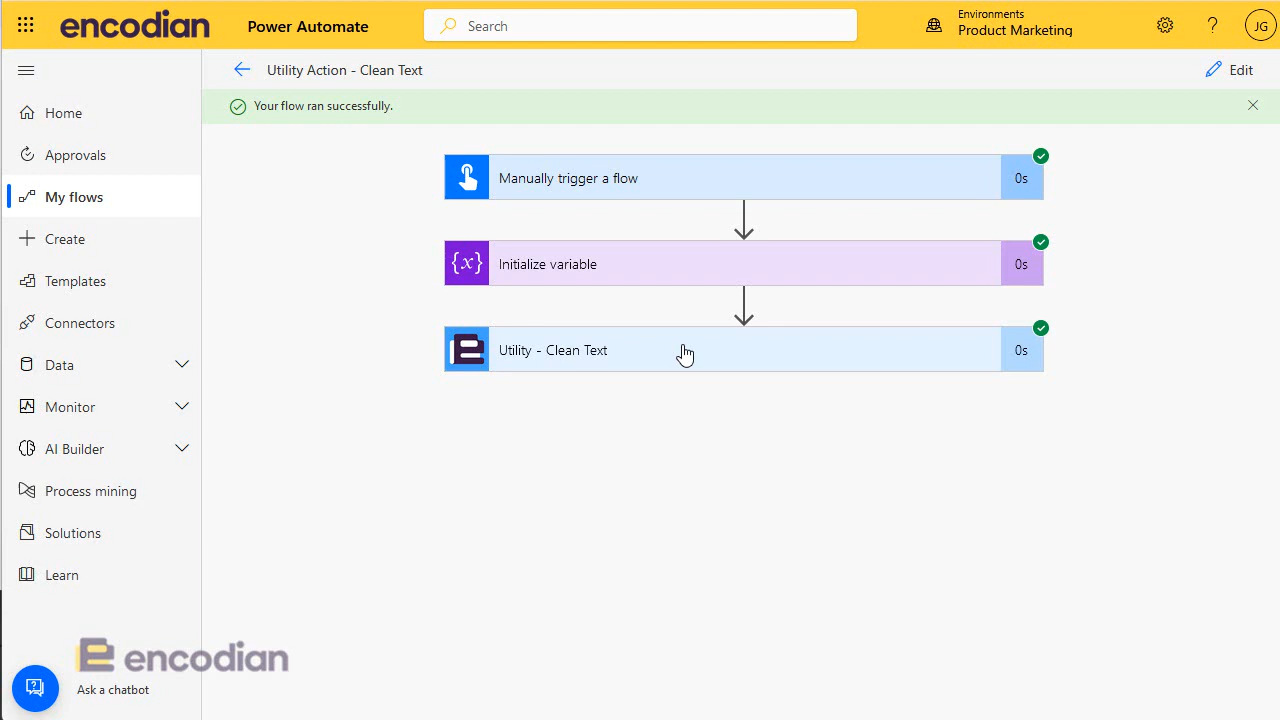 encodian
Power Automate
Search
Environments
Product Marketing
JG
Utility Action - Clean Text
Edit
Your flow ran successfully.
Home
Approvals
My flows
Create
Templates
Connectors
Data
Monitor
AI Builder
Process mining
Solutions
Learn
Manually trigger a flow
0s
{x}
Initialize variable
0s
Utility - Clean Text
0s
encodian
Ask a chatbot